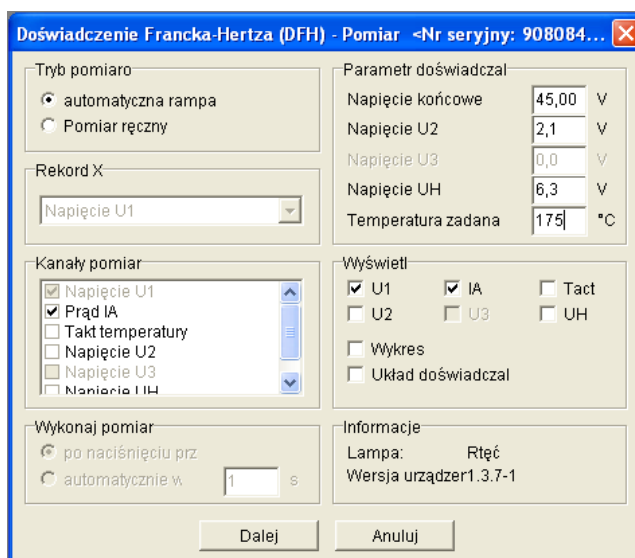 Doświadczenie Francka-Hertza (DFH) - Pomiar <Nr seryjny: 908084...
Tryb pomiaro
automatyczna rampa
Pomiar ręczny
Rekord X
Napięcie U1
Kanały pomiar
Napięcie U1
Prąd IA
Takt temperatury
Napięcie U2
Napięcie U3
Napięcie UH
Wykonaj pomiar
po naciśnięciu prz
automatycznie w 1 s
Parametr doświadczal
Napięcie końcowe 45,00 V
Napięcie U2 2,1 V
Napięcie U3 0,0 V
Napięcie UH 6,3 V
Temperatura zadana 175 °C
Wyświetl
U1 IA Tact
U2 U3 UH
Wykres
Układ doświadczal
Informacje
Lampa: Rtęć
Wersja urządzer1.3.7-1
Dalej Anuluj